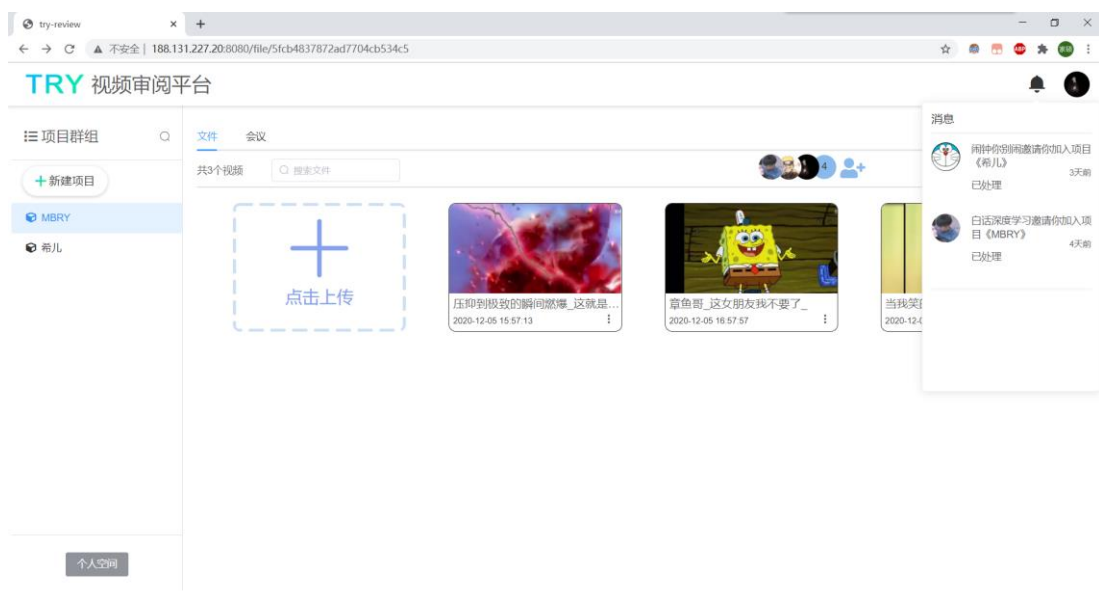 try-review
不安全 | 188.131.227.20:8080/file/5fcb4837872ad7704cb534c5
ABP
TRY 视频审阅平台
项目群组
新建项目
MBRY
希儿
个人空间
文件 会议
共3个视频
搜索文件
4
点击上传
压抑到极致的瞬间燃爆_这就是...
2020-12-05 15:57:13
章鱼哥_这女朋友我不要了_
2020-12-05 16:57:57
当我笑
2020-12-0
消息
闹钟你别闹邀请你加入项目
《希儿》
3天前
已处理
白话深度学习邀请你加入项
目《MBRY》
4天前
已处理